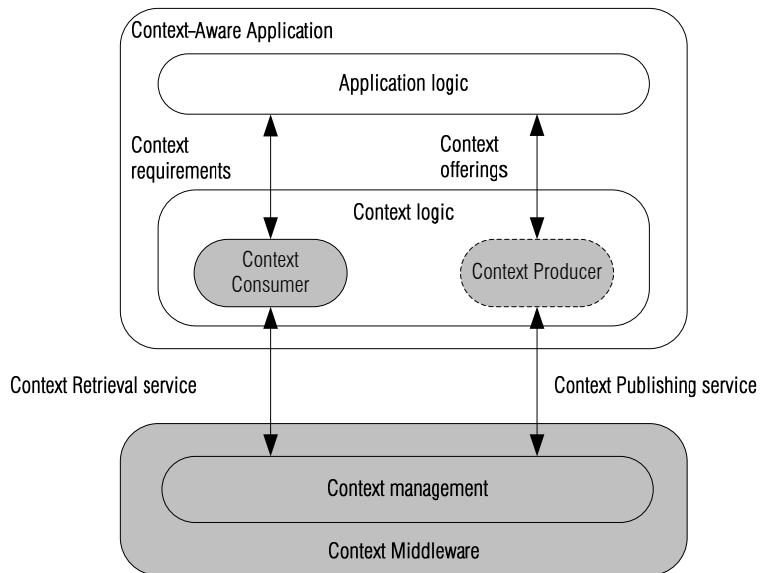 Context–Aware Application
Application logic
Context
requirements
Context
offerings
Context logic
Context
Consumer
Context Producer
Context Retrieval service
Context Publishing service
Context management
Context Middleware